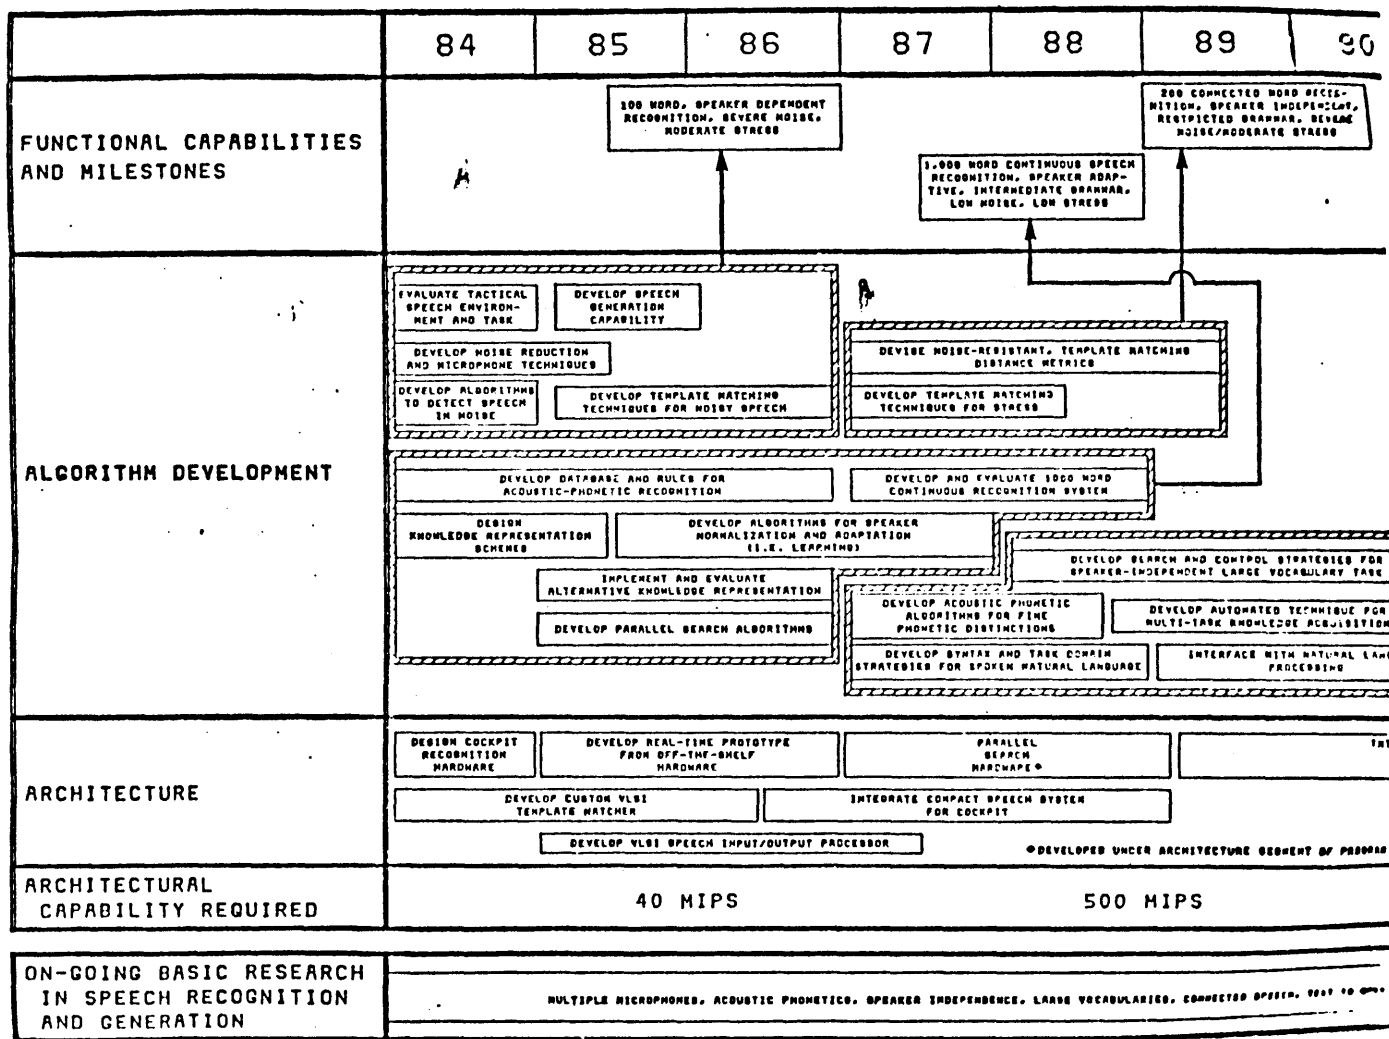 84 85 86 87 88 89 90
FUNCTIONAL CAPABILITIES
AND MILESTONES
100 WORD, SPEAKER DEPENDENT
RECOGNITION, SEVERE NOISE,
MODERATE STRESS
1,000 WORD CONTINUOUS SPEECH
RECOGNITION, SPEAKER ADAP-
TIVE, INTERMEDIATE GRAMMAR,
LOW NOISE, LOW STRESS
200 CONNECTED WORD RECOG-
NITION, SPEAKER INDEPENDENT,
RESTRICTED GRAMMAR, SEVERE
NOISE/MODERATE STRESS
ALGORITHM DEVELOPMENT
EVALUATE TACTICAL
SPEECH ENVIRON-
MENT AND TASK
DEVELOP SPEECH
GENERATION
CAPABILITY
DEVELOP NOISE REDUCTION
AND MICROPHONE TECHNIQUES
DEVELOP ALGORITHMS
TO DETECT SPEECH
IN NOISE
DEVELOP TEMPLATE MATCHING
TECHNIQUES FOR NOISY SPEECH
DEVISE NOISE-RESISTANT, TEMPLATE MATCHING
DISTANCE METRICS
DEVELOP TEMPLATE MATCHING
TECHNIQUES FOR STRESS
DEVELOP DATABASE AND RULES FOR
ACOUSTIC-PHONETIC RECOGNITION
DEVELOP AND EVALUATE 1000 WORD
CONTINUOUS RECOGNITION SYSTEM
DESIGN
KNOWLEDGE REPRESENTATION
SCHEMES
DEVELOP ALGORITHMS FOR SPEAKER
NORMALIZATION AND ADAPTATION
(I.E. LEARNING)
IMPLEMENT AND EVALUATE
ALTERNATIVE KNOWLEDGE REPRESENTATION
DEVELOP PARALLEL SEARCH ALGORITHMS
DEVELOP SEARCH AND CONTROL STRATEGIES FOR
SPEAKER-INDEPENDENT LARGE VOCABULARY TASK
DEVELOP ACOUSTIC PHONETIC
ALGORITHMS FOR FINE
PHONETIC DISTINCTIONS
DEVELOP AUTOMATED TECHNIQUE FOR
MULTI-TASK KNOWLEDGE ACQUISITION
DEVELOP SYNTAX AND TASK DOMAIN
STRATEGIES FOR SPOKEN NATURAL LANGUAGE
INTERFACE WITH NATURAL LAN
PROCESSING
ARCHITECTURE
DESIGN COCKPIT
RECOGNITION
HARDWARE
DEVELOP REAL-TIME PROTOTYPE
FROM OFF-THE-SHELF
HARDWARE
PARALLEL
SEARCH
HARDWARE*
DEVELOP CUSTOM VLSI
TEMPLATE MATCHER
INTEGRATE COMPACT SPEECH SYSTEM
FOR COCKPIT
DEVELOP VLSI SPEECH INPUT/OUTPUT PROCESSOR
*DEVELOPED UNDER ARCHITECTURE SEGMENT OF PROGRAM
ARCHITECTURAL
CAPABILITY REQUIRED
40 MIPS 500 MIPS
ON-GOING BASIC RESEARCH
IN SPEECH RECOGNITION
AND GENERATION
MULTIPLE MICROPHONES, ACOUSTIC PHONETICS, SPEAKER INDEPENDENCE, LARGE VOCABULARIES, CONNECTED SPEECH, TEXT TO